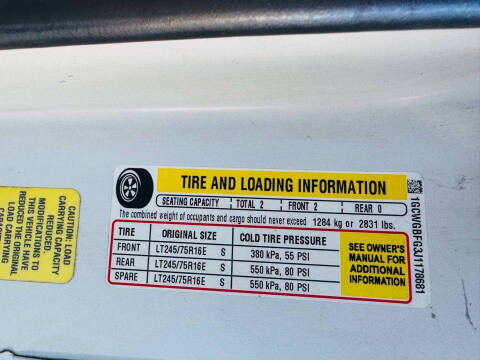 TIRE AND LOADING INFORMATION
SEATING CAPACITY TOTAL 2 FRONT 2 REAR 0
The combined weight of occupants and cargo should never exceed 1284 kg or 2831 lbs.
TIRE ORIGINAL SIZE COLD TIRE PRESSURE
FRONT LT245/75R16E S 380 kPa, 55 PSI
REAR LT245/75R16E S 550 kPa, 80 PSI
SPARE LT245/75R16E S 550 kPa, 80 PSI
SEE OWNER'S
MANUAL FOR
ADDITIONAL
INFORMATION
1GCWGBFG3J1178681
CAUTION: LOAD
CARRYING CAPACITY
REDUCED
MODIFICATIONS TO
THIS VEHICLE HAVE
REDUCED THE ORIGINAL
LOAD CARRYING